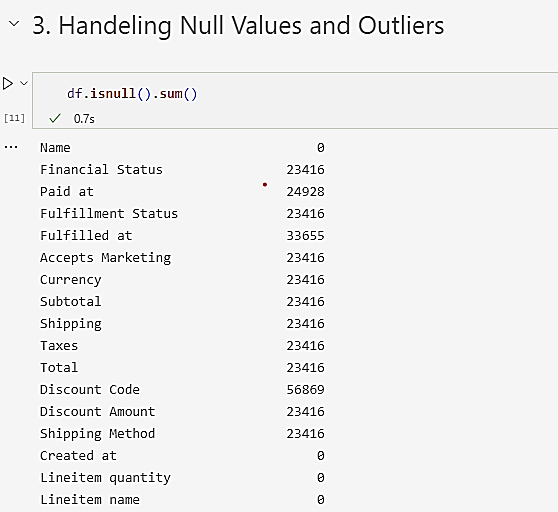 3. Handeling Null Values and Outliers
df.isnull().sum()
[11] 0.7s
Name 0
Financial Status 23416
Paid at 24928
Fulfillment Status 23416
Fulfilled at 33655
Accepts Marketing 23416
Currency 23416
Subtotal 23416
Shipping 23416
Taxes 23416
Total 23416
Discount Code 56869
Discount Amount 23416
Shipping Method 23416
Created at 0
Lineitem quantity 0
Lineitem name 0